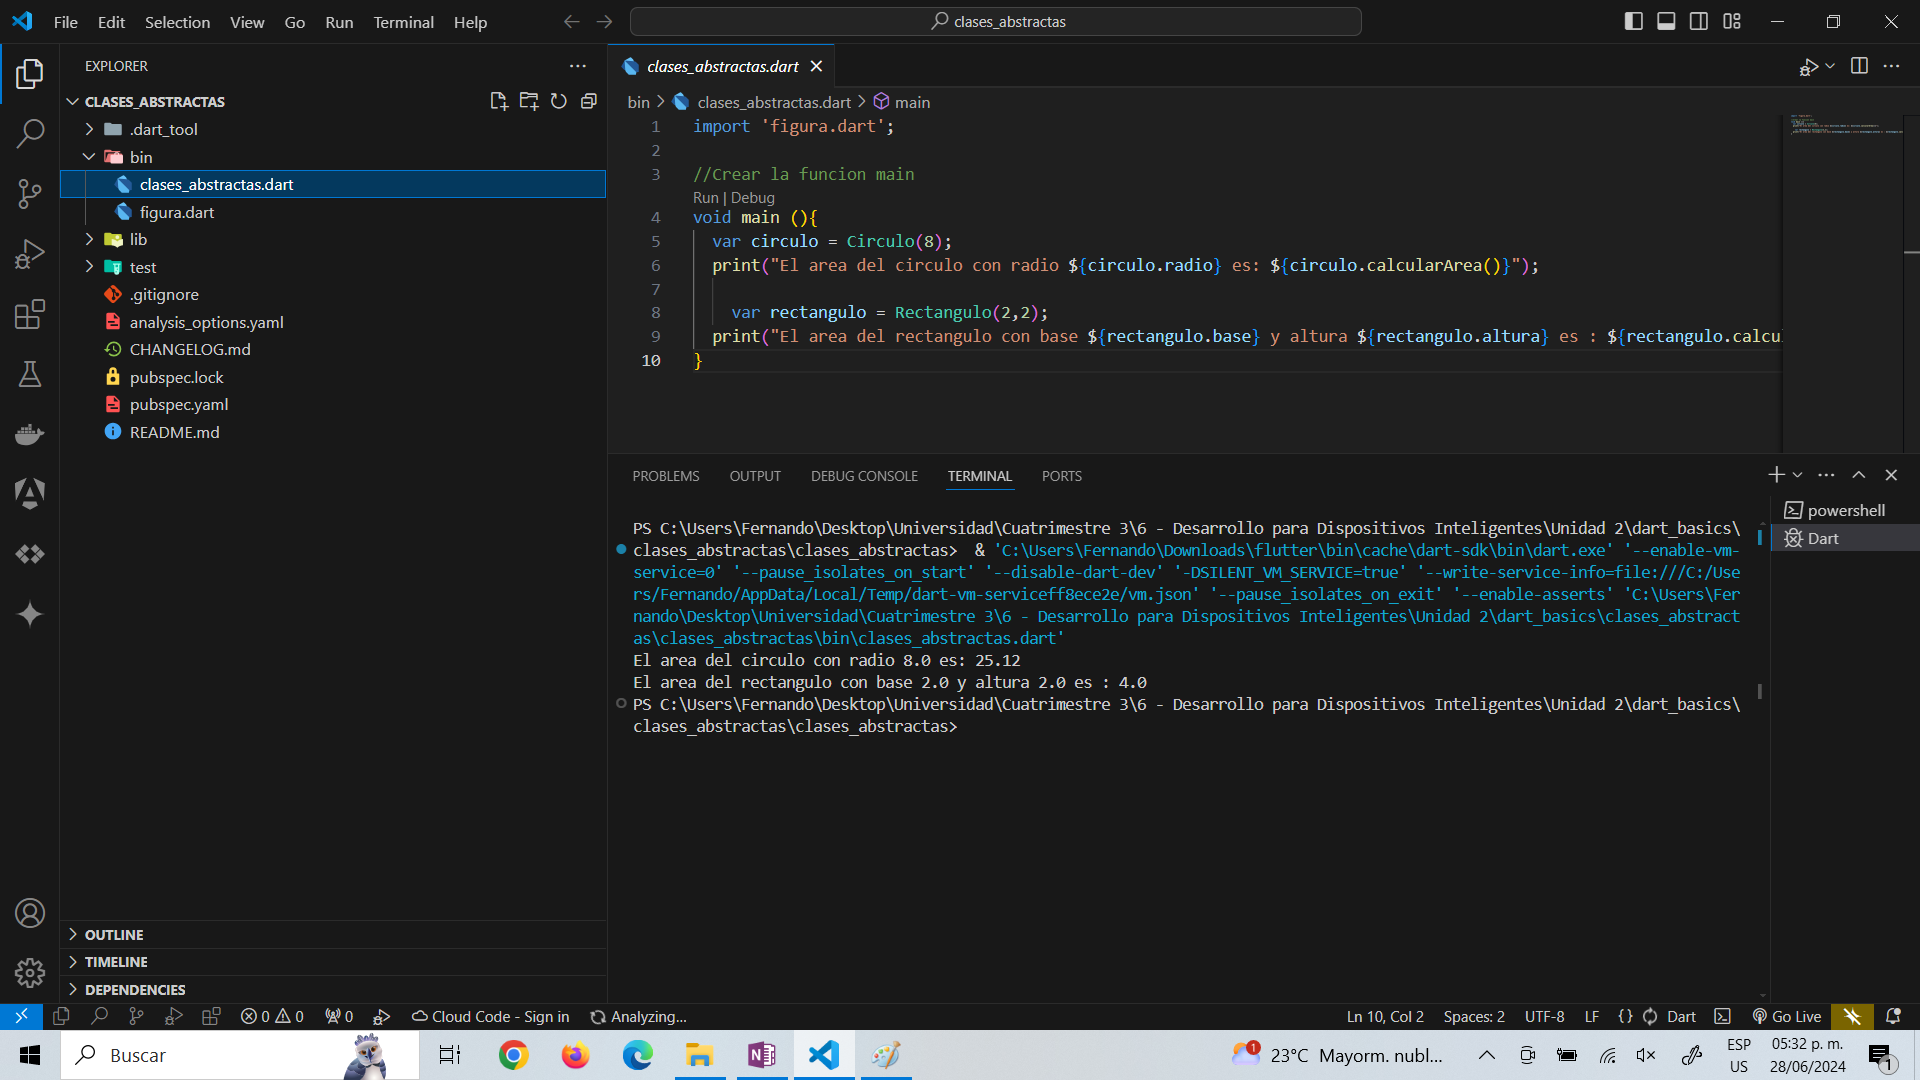 File Edit Selection View Go Run Terminal Help
clases_abstractas
EXPLORER
CLASES_ABSTRACTAS
.dart_tool
bin
clases_abstractas.dart
figura.dart
lib
test
.gitignore
analysis_options.yaml
CHANGELOG.md
pubspec.lock
pubspec.yaml
README.md
OUTLINE
TIMELINE
DEPENDENCIES
clases_abstractas.dart
bin > clases_abstractas.dart > main
1 import 'figura.dart';
2
3 //Crear la funcion main
Run | Debug
4 void main (){
5 var circulo = Circulo(8);
6 print("El area del circulo con radio ${circulo.radio} es: ${circulo.calcularArea()}");
7
8 var rectangulo = Rectangulo(2,2);
9 print("El area del rectangulo con base ${rectangulo.base} y altura ${rectangulo.altura} es : ${rectangulo.calcu
10 }
PROBLEMS OUTPUT DEBUG CONSOLE TERMINAL PORTS
powershell
Dart
PS C:\Users\Fernando\Desktop\Universidad\Cuatrimestre 3\6 - Desarrollo para Dispositivos Inteligentes\Unidad 2\dart_basics\
clases_abstractas\clases_abstractas> & 'C:\Users\Fernando\Downloads\flutter\bin\cache\dart-sdk\bin\dart.exe' '--enable-vm-
service=0' '--pause_isolates_on_start' '--disable-dart-dev' '-DSILENT_VM_SERVICE=true' '--write-service-info=file:///C:/Use
rs/Fernando/AppData/Local/Temp/dart-vm-serviceff8ece2e/vm.json' '--pause_isolates_on_exit' '--enable-asserts' 'C:\Users\Fer
nando\Desktop\Universidad\Cuatrimestre 3\6 - Desarrollo para Dispositivos Inteligentes\Unidad 2\dart_basics\clases_abstract
as\clases_abstractas\bin\clases_abstractas.dart'
El area del circulo con radio 8.0 es: 25.12
El area del rectangulo con base 2.0 y altura 2.0 es : 4.0
PS C:\Users\Fernando\Desktop\Universidad\Cuatrimestre 3\6 - Desarrollo para Dispositivos Inteligentes\Unidad 2\dart_basics\
clases_abstractas\clases_abstractas>
0 0 0 Cloud Code - Sign in Analyzing... Ln 10, Col 2 Spaces: 2 UTF-8 LF {} Dart Go Live
Buscar
1 23°C Mayorm. nubl...
ESP
US
05:32 p. m.
28/06/2024
1